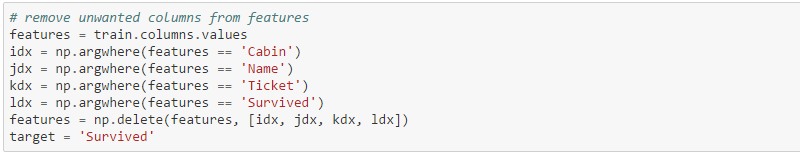 # remove unwanted columns from features
features = train.columns.values
idx = np.argwhere(features == 'Cabin')
jdx = np.argwhere(features == 'Name')
kdx = np.argwhere(features == 'Ticket')
ldx = np.argwhere(features == 'Survived')
features = np.delete(features, [idx, jdx, kdx, ldx])
target = 'Survived'